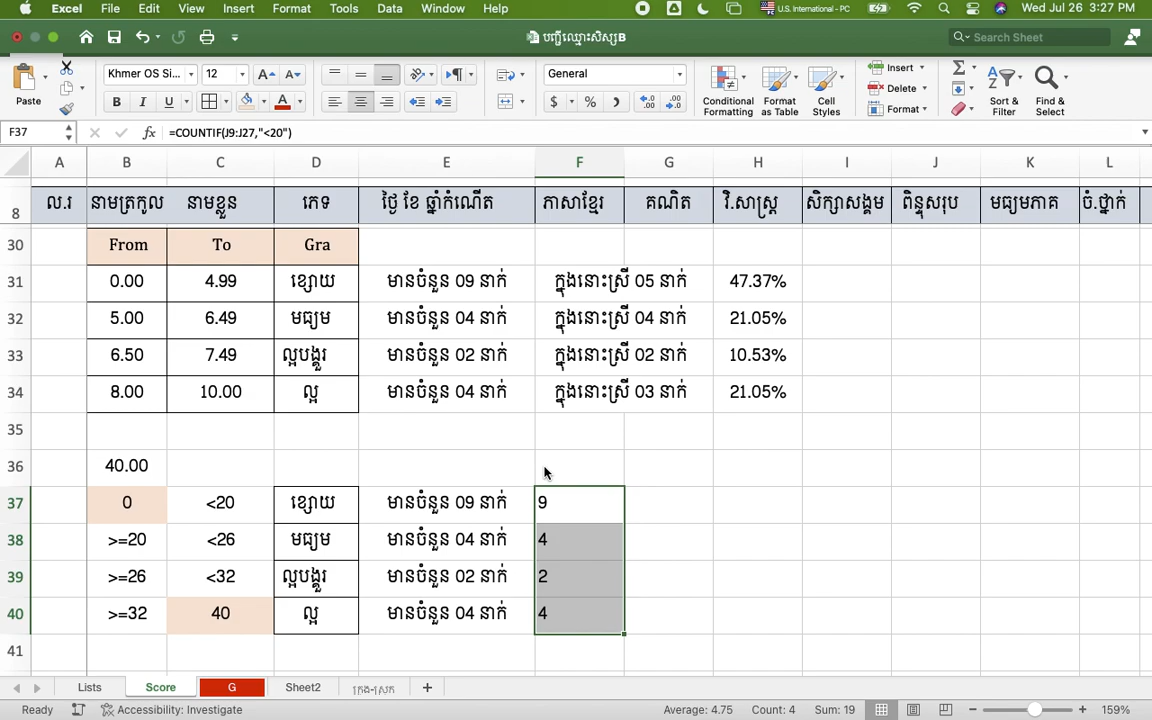 Excel File Edit View Insert Format Tools Data Window Help U.S. International - PC Wed Jul 26 3:27 PM
បញ្ជីឈ្មោះសិស្សB Search Sheet
Paste Khmer OS Si... 12 A A General Conditional Formatting Format as Table Cell Styles Insert Delete Format Sort & Filter Find & Select
B I U A $ % )
F37 fx =COUNTIF(J9:J27,"<20")
A B C D E F G H I J K L
8 ល.រ នាមត្រកូល នាមខ្លួន ភេទ ថ្ងៃ ខែ ឆ្នាំកំណើត ភាសាខ្មែរ គណិត វិ.សាស្ត្រ សិក្សាសង្គម ពិន្ទុសរុប មធ្យមភាគ ចំ.ថ្នាក់
30 From To Gra
31 0.00 4.99 ខ្សោយ មានចំនួន 09 នាក់ ក្នុងនោះស្រី 05 នាក់ 47.37%
32 5.00 6.49 មធ្យម មានចំនួន 04 នាក់ ក្នុងនោះស្រី 04 នាក់ 21.05%
33 6.50 7.49 ល្អបង្គួរ មានចំនួន 02 នាក់ ក្នុងនោះស្រី 02 នាក់ 10.53%
34 8.00 10.00 ល្អ មានចំនួន 04 នាក់ ក្នុងនោះស្រី 03 នាក់ 21.05%
35
36 40.00
37 0 <20 ខ្សោយ មានចំនួន 09 នាក់ 9
38 >=20 <26 មធ្យម មានចំនួន 04 នាក់ 4
39 >=26 <32 ល្អបង្គួរ មានចំនួន 02 នាក់ 2
40 >=32 40 ល្អ មានចំនួន 04 នាក់ 4
41
Lists Score G Sheet2 ក្រេង-ស្រេក +
Ready Accessibility: Investigate Average: 4.75 Count: 4 Sum: 19 159%